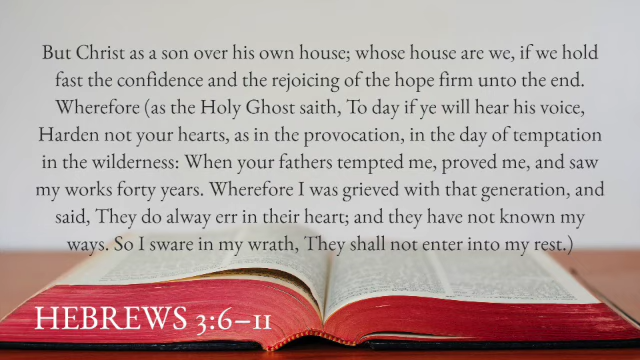 But Christ as a son over his own house; whose house are we, if we hold
fast the confidence and the rejoicing of the hope firm unto the end.
Wherefore (as the Holy Ghost saith, To day if ye will hear his voice,
Harden not your hearts, as in the provocation, in the day of temptation
in the wilderness: When your fathers tempted me, proved me, and saw
my works forty years. Wherefore I was grieved with that generation, and
said, They do alway err in their heart; and they have not known my
ways. So I sware in my wrath, They shall not enter into my rest.)
HEBREWS 3:6–11